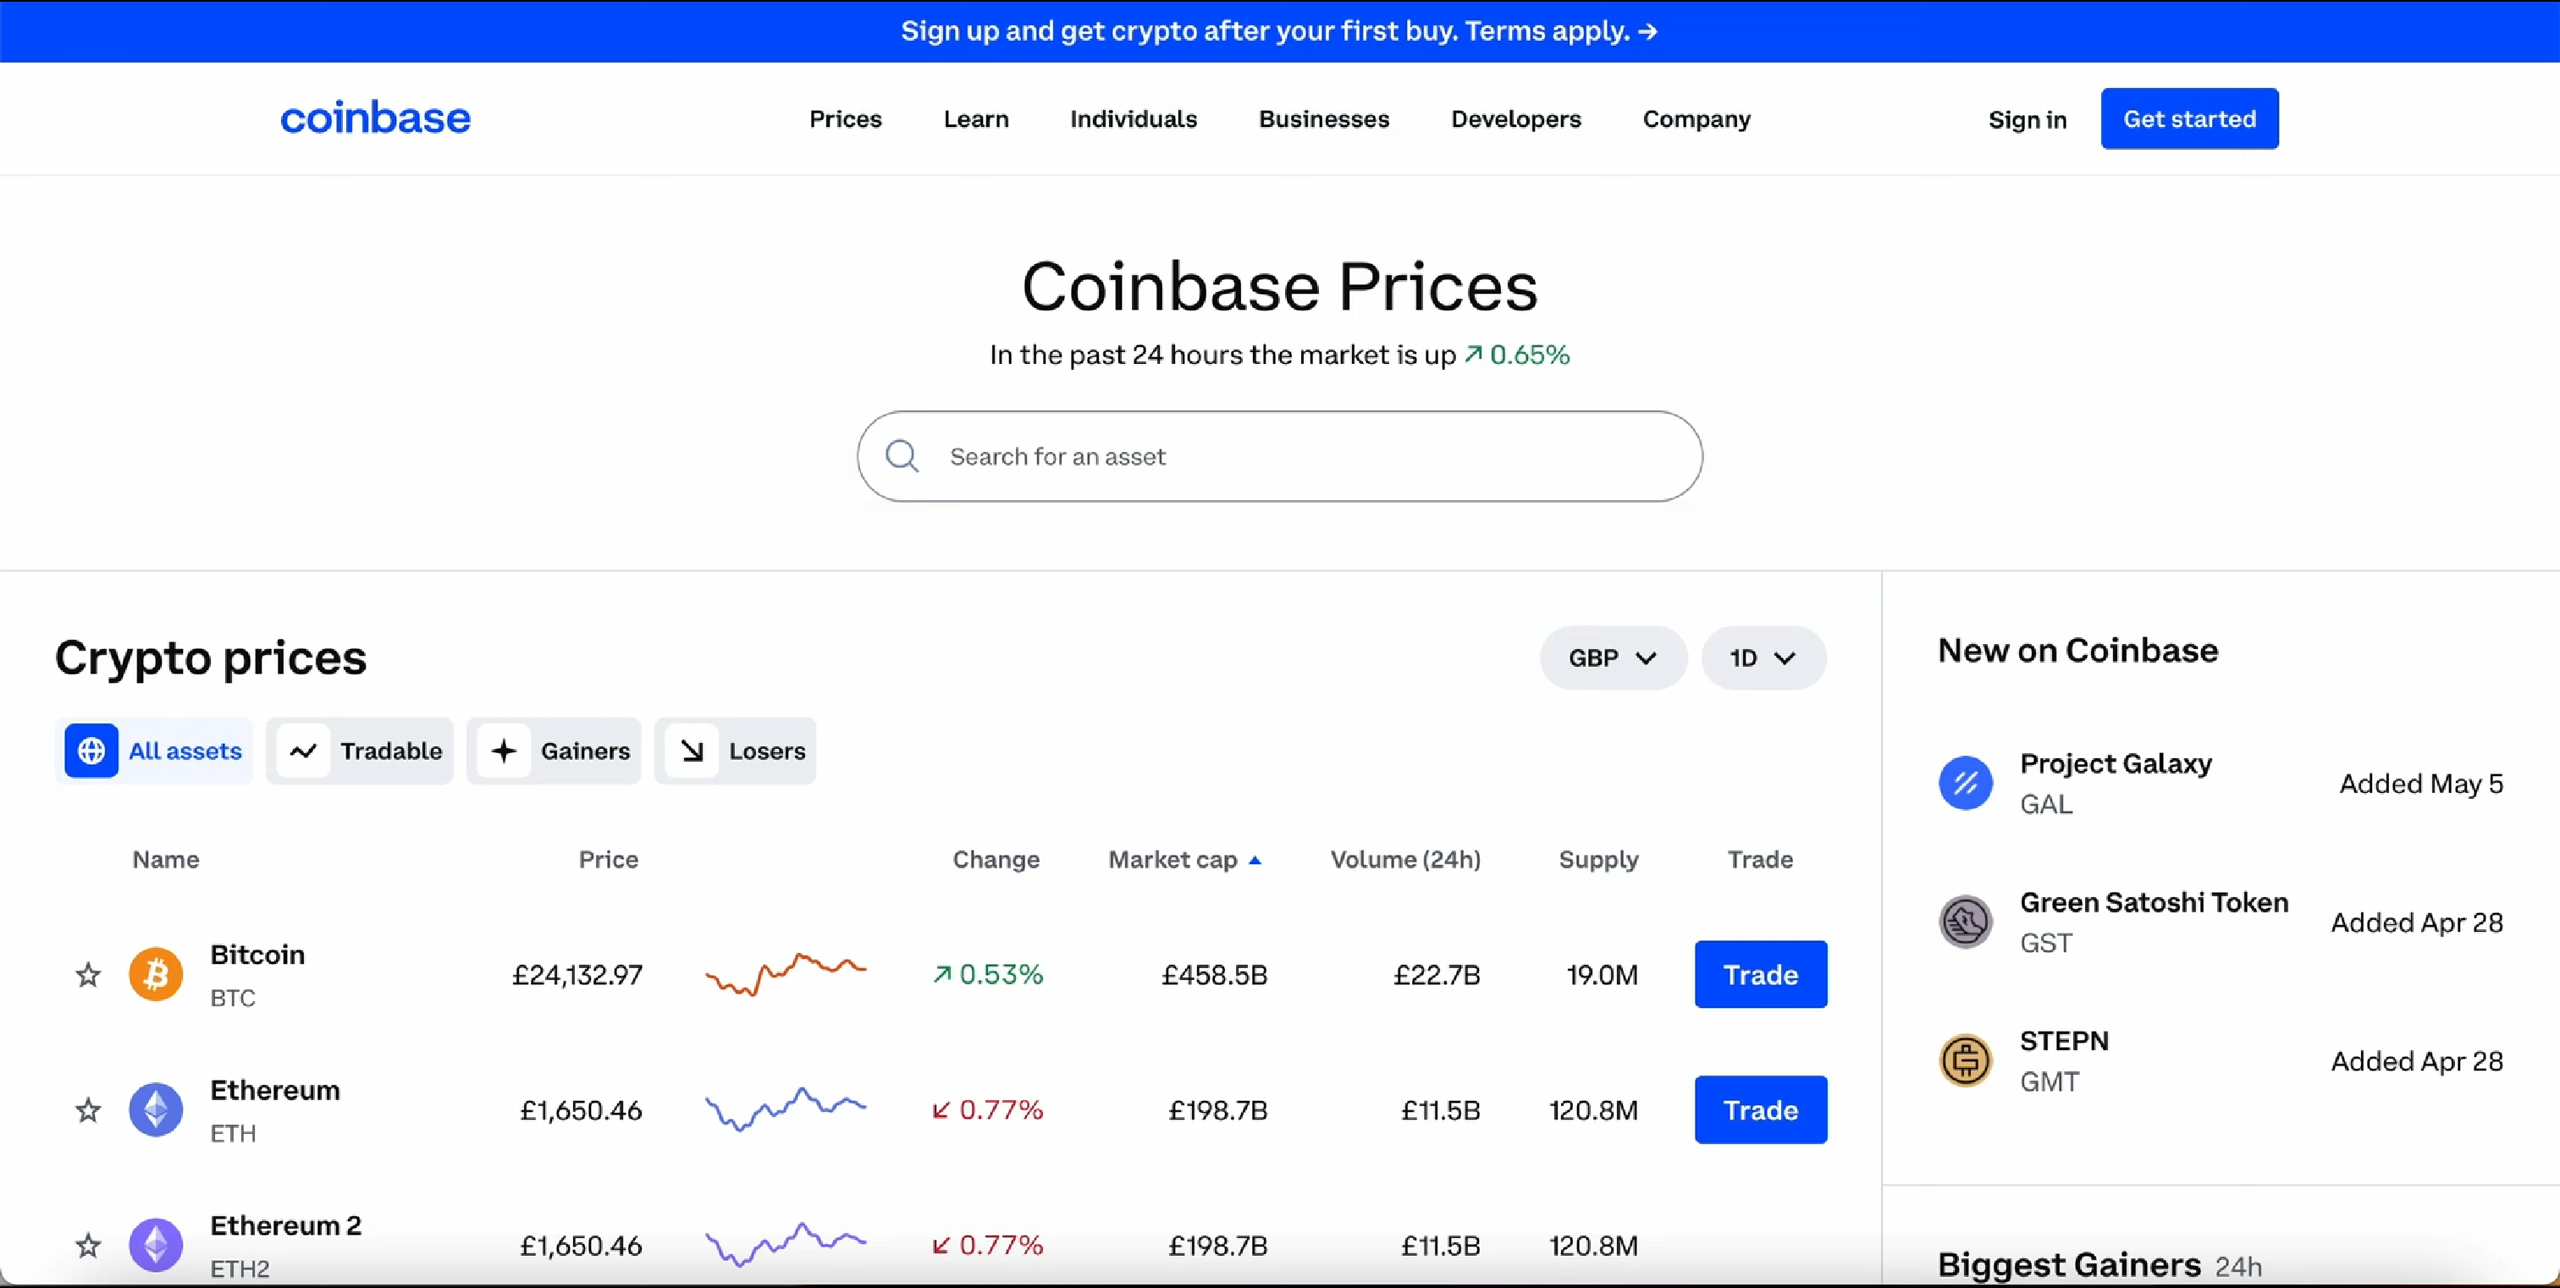 Sign up and get crypto after your first buy. Terms apply. →
coinbase
Prices Learn Individuals Businesses Developers Company Sign in Get started
Coinbase Prices
In the past 24 hours the market is up ↗ 0.65%
Search for an asset
Crypto prices
GBP 1D
All assets Tradable Gainers Losers
Name Price Change Market cap Volume (24h) Supply Trade
Bitcoin
BTC
£24,132.97 ↗ 0.53% £458.5B £22.7B 19.0M Trade
Ethereum
ETH
£1,650.46 ↙ 0.77% £198.7B £11.5B 120.8M Trade
Ethereum 2
ETH2
£1,650.46 ↙ 0.77% £198.7B £11.5B 120.8M
New on Coinbase
Project Galaxy
GAL
Added May 5
Green Satoshi Token
GST
Added Apr 28
STEPN
GMT
Added Apr 28
Biggest Gainers 24h